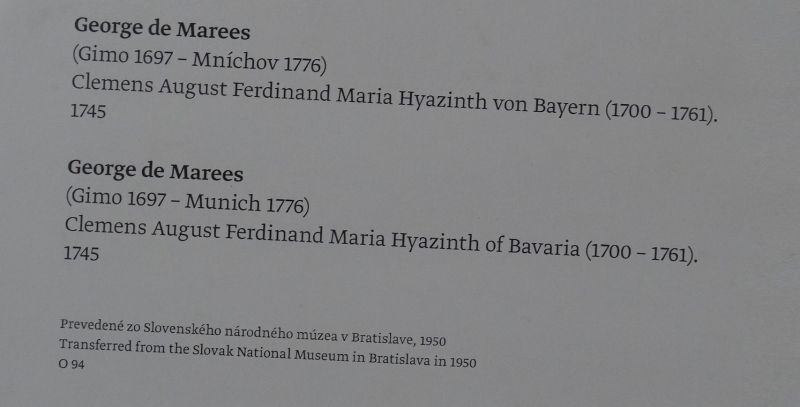 George de Marees
(Gimo 1697 – Mníchov 1776)
Clemens August Ferdinand Maria Hyazinth von Bayern (1700 – 1761).
1745
George de Marees
(Gimo 1697 – Munich 1776)
Clemens August Ferdinand Maria Hyazinth of Bavaria (1700 – 1761).
1745
Prevedené zo Slovenského národného múzea v Bratislave, 1950
Transferred from the Slovak National Museum in Bratislava in 1950
O 94